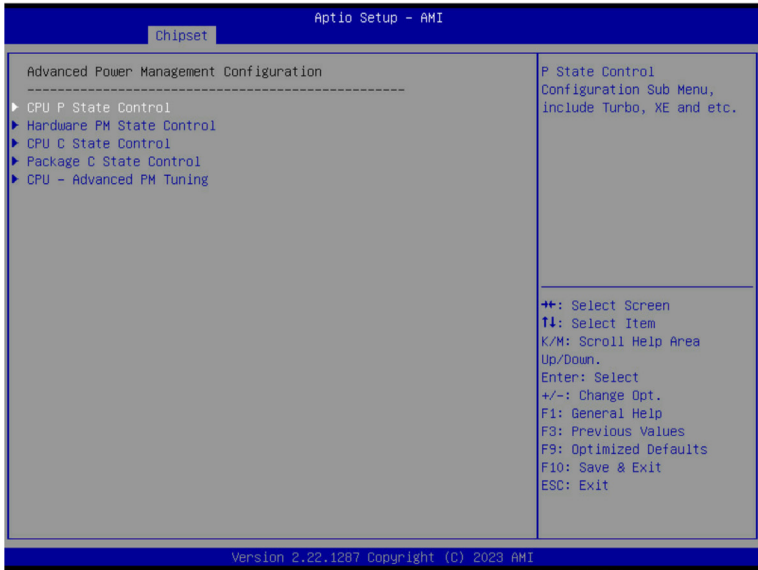 Aptio Setup – AMI
Chipset
Advanced Power Management Configuration
--------------------------------------------------
▶ CPU P State Control
▶ Hardware PM State Control
▶ CPU C State Control
▶ Package C State Control
▶ CPU – Advanced PM Tuning
P State Control
Configuration Sub Menu,
include Turbo, XE and etc.
→←: Select Screen
↑↓: Select Item
K/M: Scroll Help Area
Up/Down.
Enter: Select
+/-: Change Opt.
F1: General Help
F3: Previous Values
F9: Optimized Defaults
F10: Save & Exit
ESC: Exit
Version 2.22.1287 Copyright (C) 2023 AMI